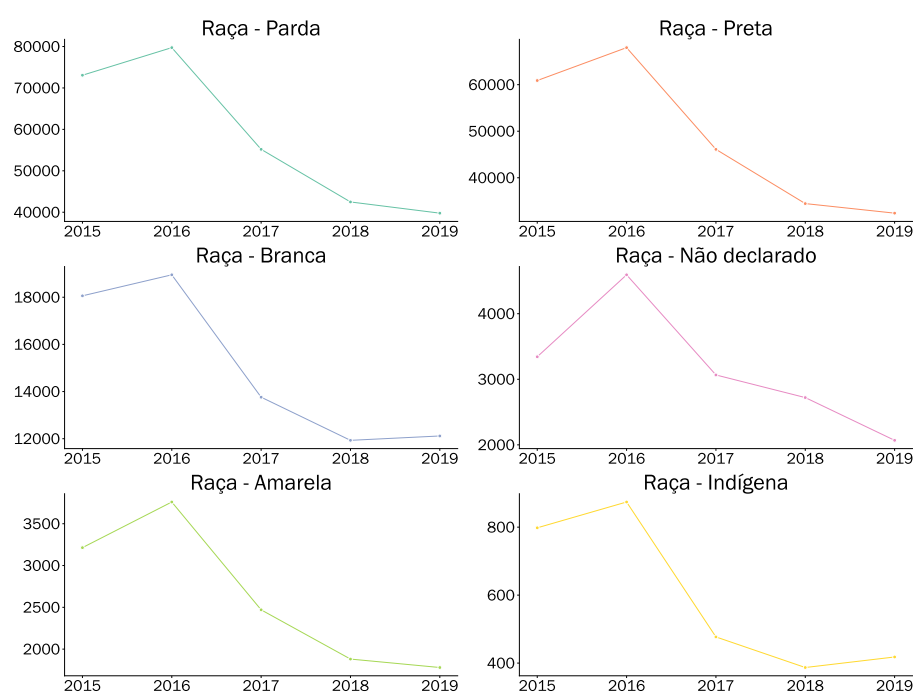 Raça - Parda
80000
70000
60000
50000
40000
2015 2016 2017 2018 2019
Raça - Preta
60000
50000
40000
2015 2016 2017 2018 2019
Raça - Branca
18000
16000
14000
12000
2015 2016 2017 2018 2019
Raça - Não declarado
4000
3000
2000
2015 2016 2017 2018 2019
Raça - Amarela
3500
3000
2500
2000
2015 2016 2017 2018 2019
Raça - Indígena
800
600
400
2015 2016 2017 2018 2019